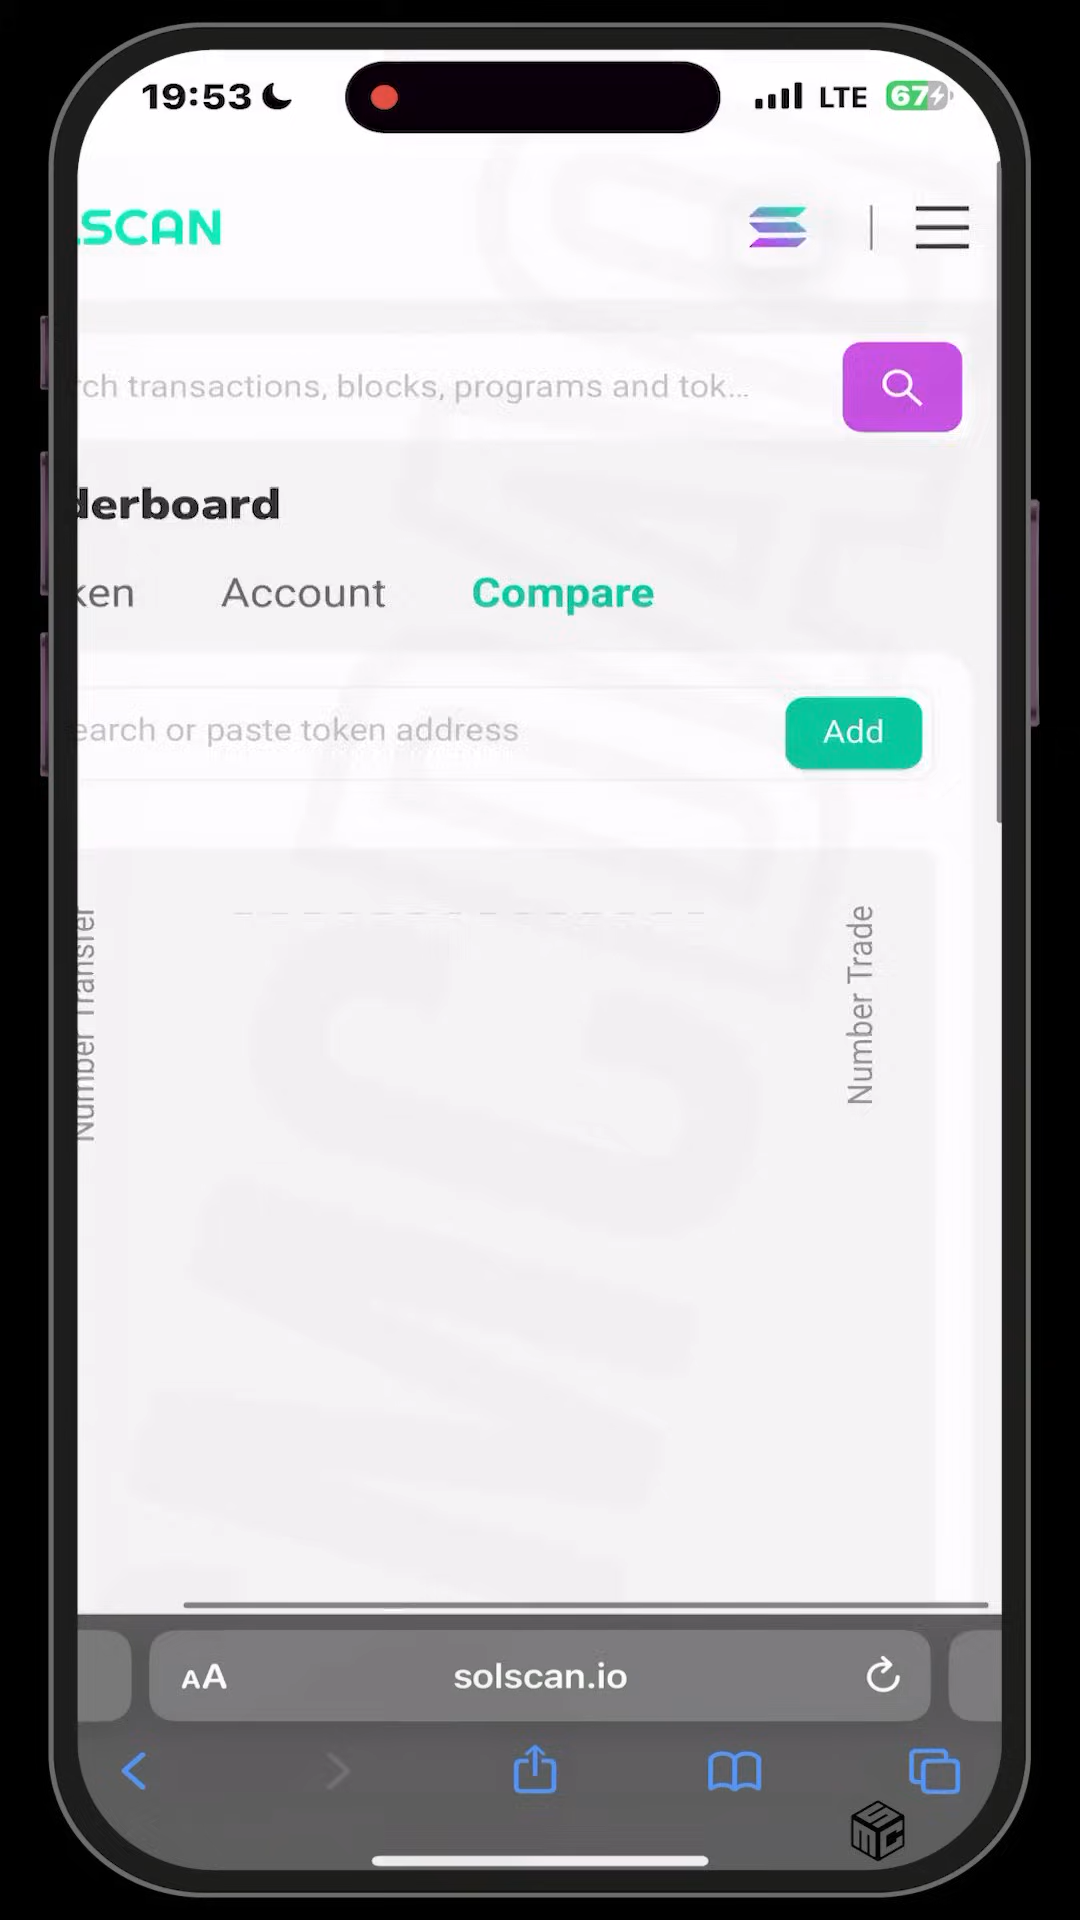 19:53 LTE 67
SCAN
rch transactions, blocks, programs and tok...
derboard
ken Account Compare
earch or paste token address Add
Number Transfer
Number Trade
AA solscan.io
SMC